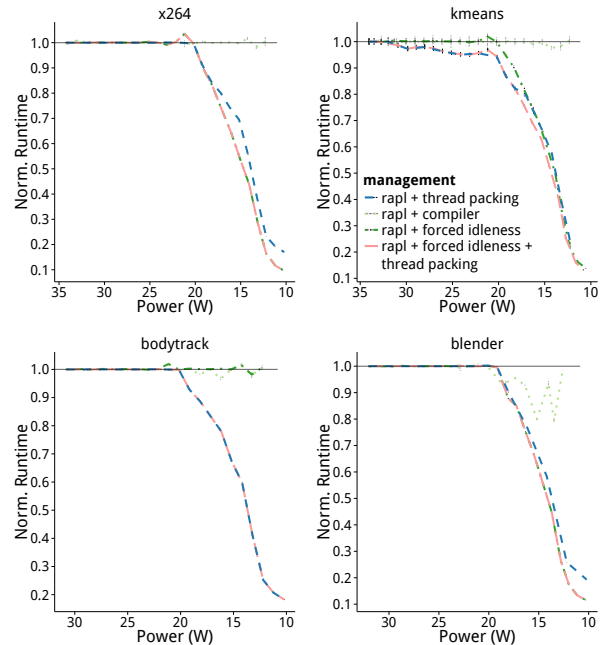 x264
Norm. Runtime
1.0
0.9
0.8
0.7
0.6
0.5
0.4
0.3
0.2
0.1
35 30 25 20 15 10
Power (W)
kmeans
Norm. Runtime
1.0
0.9
0.8
0.7
0.6
0.5
0.4
0.3
0.2
0.1
management
rapl + thread packing
rapl + compiler
rapl + forced idleness
rapl + forced idleness +
thread packing
35 30 25 20 15 10
Power (W)
bodytrack
Norm. Runtime
1.0
0.9
0.8
0.7
0.6
0.5
0.4
0.3
0.2
30 25 20 15 10
Power (W)
blender
Norm. Runtime
1.0
0.9
0.8
0.7
0.6
0.5
0.4
0.3
0.2
0.1
30 25 20 15 10
Power (W)